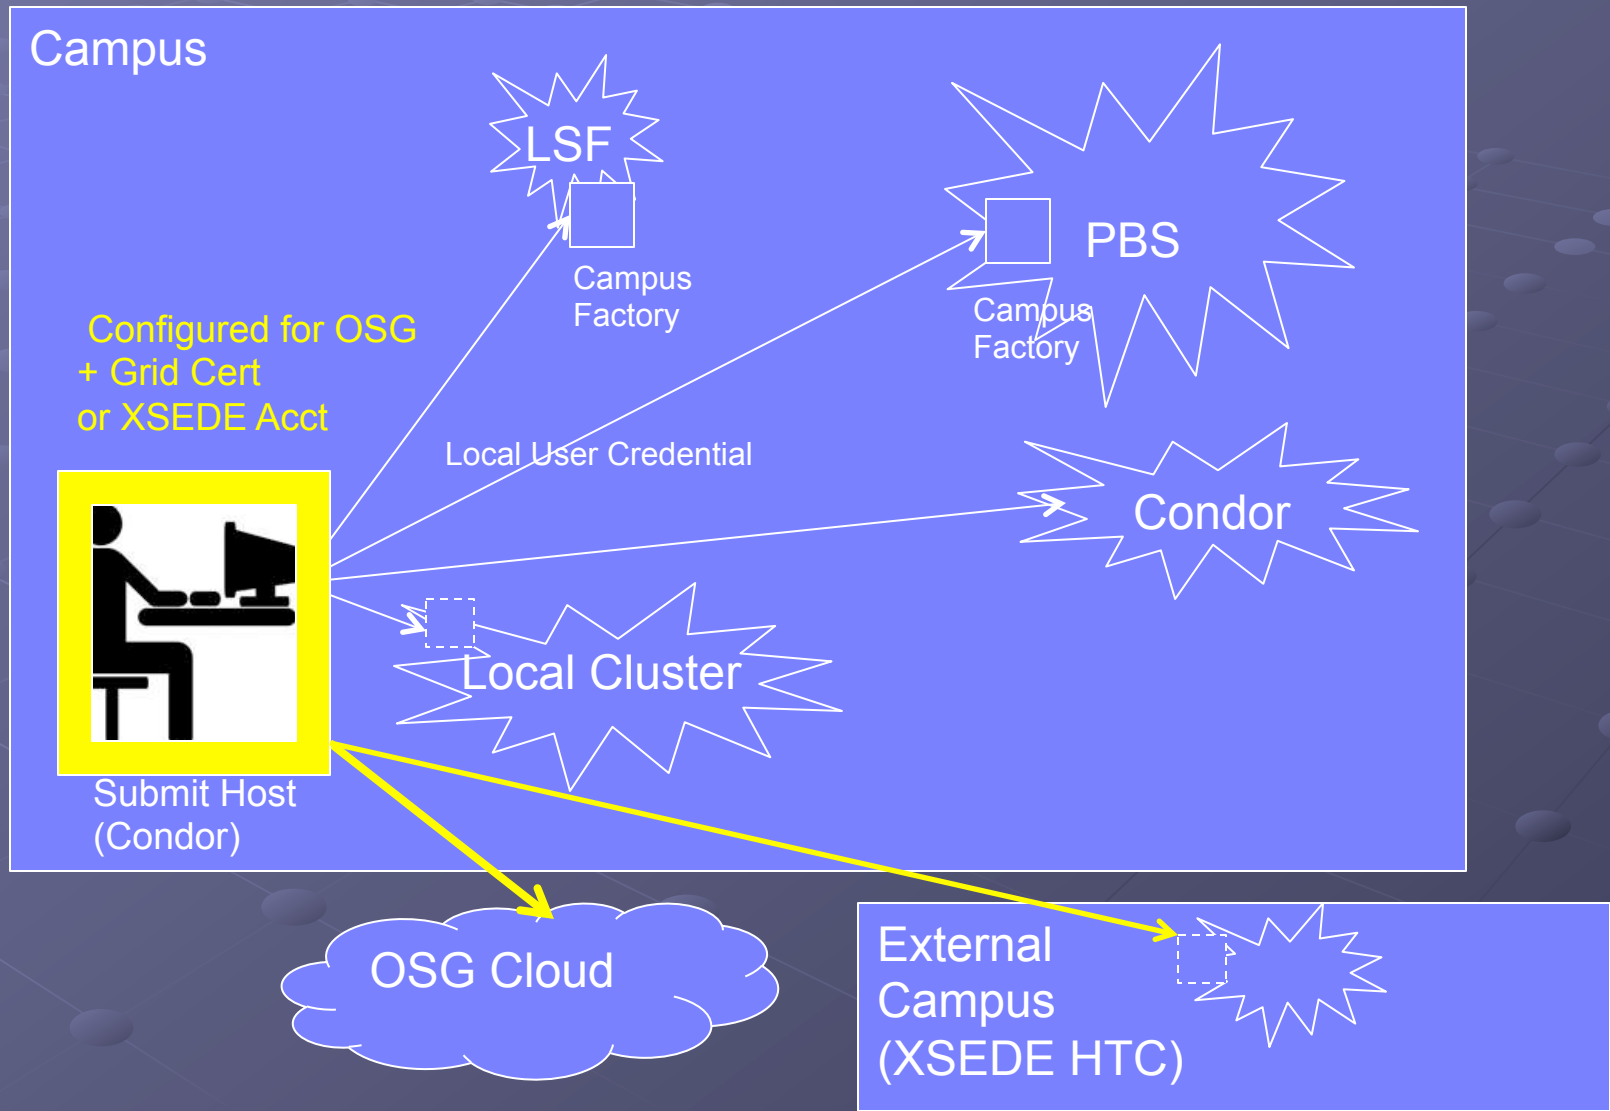 Campus
LSF
PBS
Campus
Factory
Campus
Factory
Configured for OSG
+ Grid Cert
or XSEDE Acct
Local User Credential
Condor
Local Cluster
Submit Host
(Condor)
OSG Cloud
External
Campus
(XSEDE HTC)